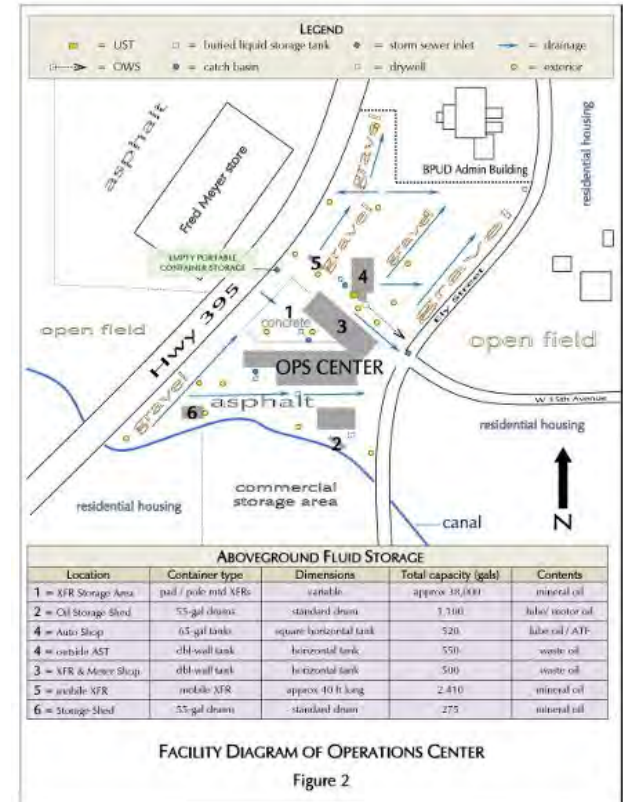 LEGEND
= UST
= buried liquid storage tank
= storm sewer inlet
= drainage
= OWS
= catch basin
= drywell
= exterior
asphalt
Fred Meyer store
gravel
BPUD Admin Building
residential housing
EMPTY PORTABLE
CONTAINER STORAGE
5
gravel
gravel
gravel
4
Hwy 395
1
concrete
3
Ely Street
open field
open field
OPS CENTER
gravel
asphalt
6
2
W 15th Avenue
residential housing
residential housing
commercial
storage area
canal
N
ABOVEGROUND FLUID STORAGE
Location Container type Dimensions Total capacity (gals) Contents
1 = XFR Storage Area pad / pole mtd XFRs variable approx 38,000 mineral oil
2 = Oil Storage Shed 55-gal drums standard drum 1,100 lube/ motor oil
4 = Auto Shop 65-gal tanks square horizontal tank 520 lube oil / ATF
4 = outside AST dbl-wall tank horizontal tank 550 waste oil
3 = XFR & Meter Shop dbl-wall tank horizontal tank 500 waste oil
5 = mobile XFR mobile XFR approx 40 ft long 2,410 mineral oil
6 = Storage Shed 55-gal drums standard drum 275 mineral oil
FACILITY DIAGRAM OF OPERATIONS CENTER
Figure 2